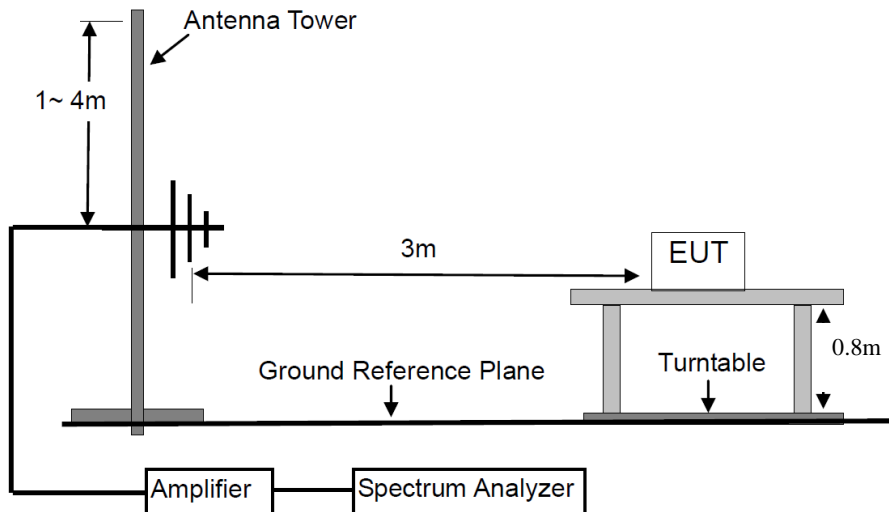 Antenna Tower
1~ 4m
3m
EUT
0.8m
Ground Reference Plane
Turntable
Amplifier
Spectrum Analyzer